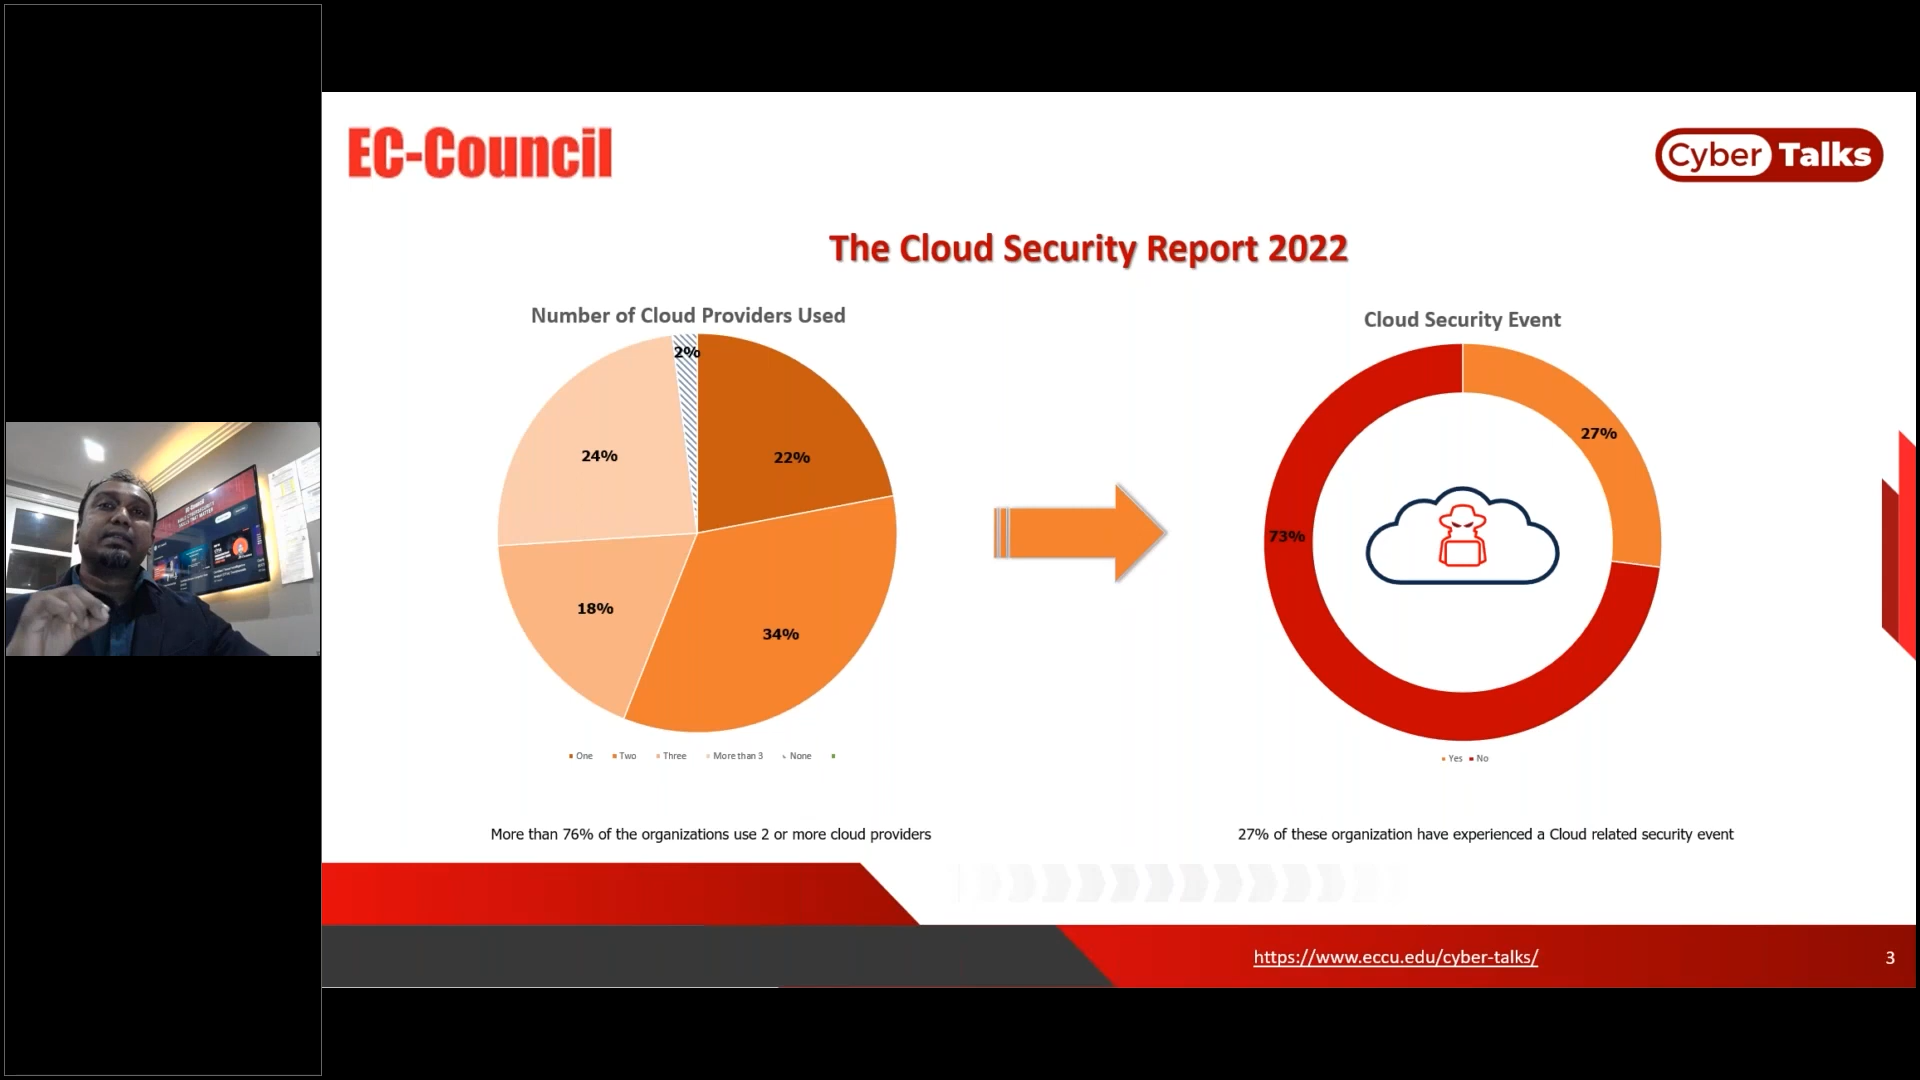 EC-Council
Cyber Talks
The Cloud Security Report 2022
Number of Cloud Providers Used
2%
24%
22%
18%
34%
One Two Three More than 3 None
More than 76% of the organizations use 2 or more cloud providers
Cloud Security Event
27%
73%
Yes No
27% of these organization have experienced a Cloud related security event
https://www.eccu.edu/cyber-talks/
3